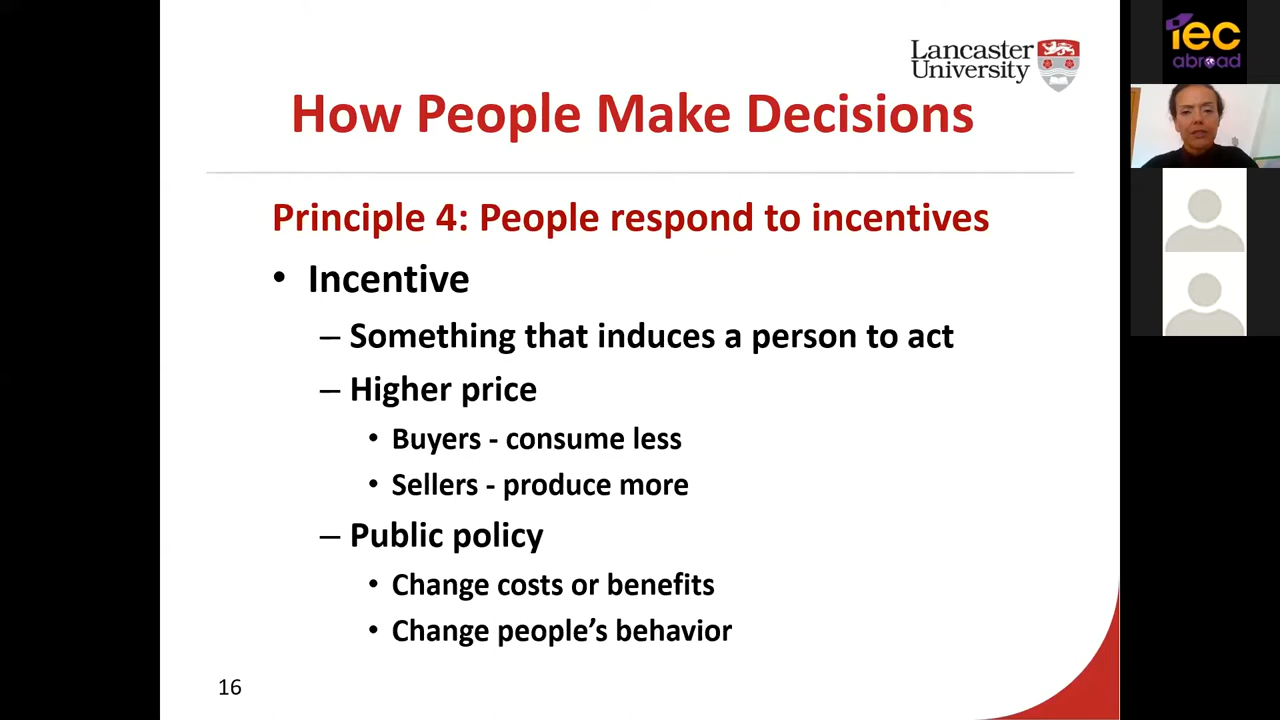 Lancaster
University
iec
abroad
How People Make Decisions
Principle 4: People respond to incentives
• Incentive
– Something that induces a person to act
– Higher price
• Buyers - consume less
• Sellers - produce more
– Public policy
• Change costs or benefits
• Change people’s behavior
16